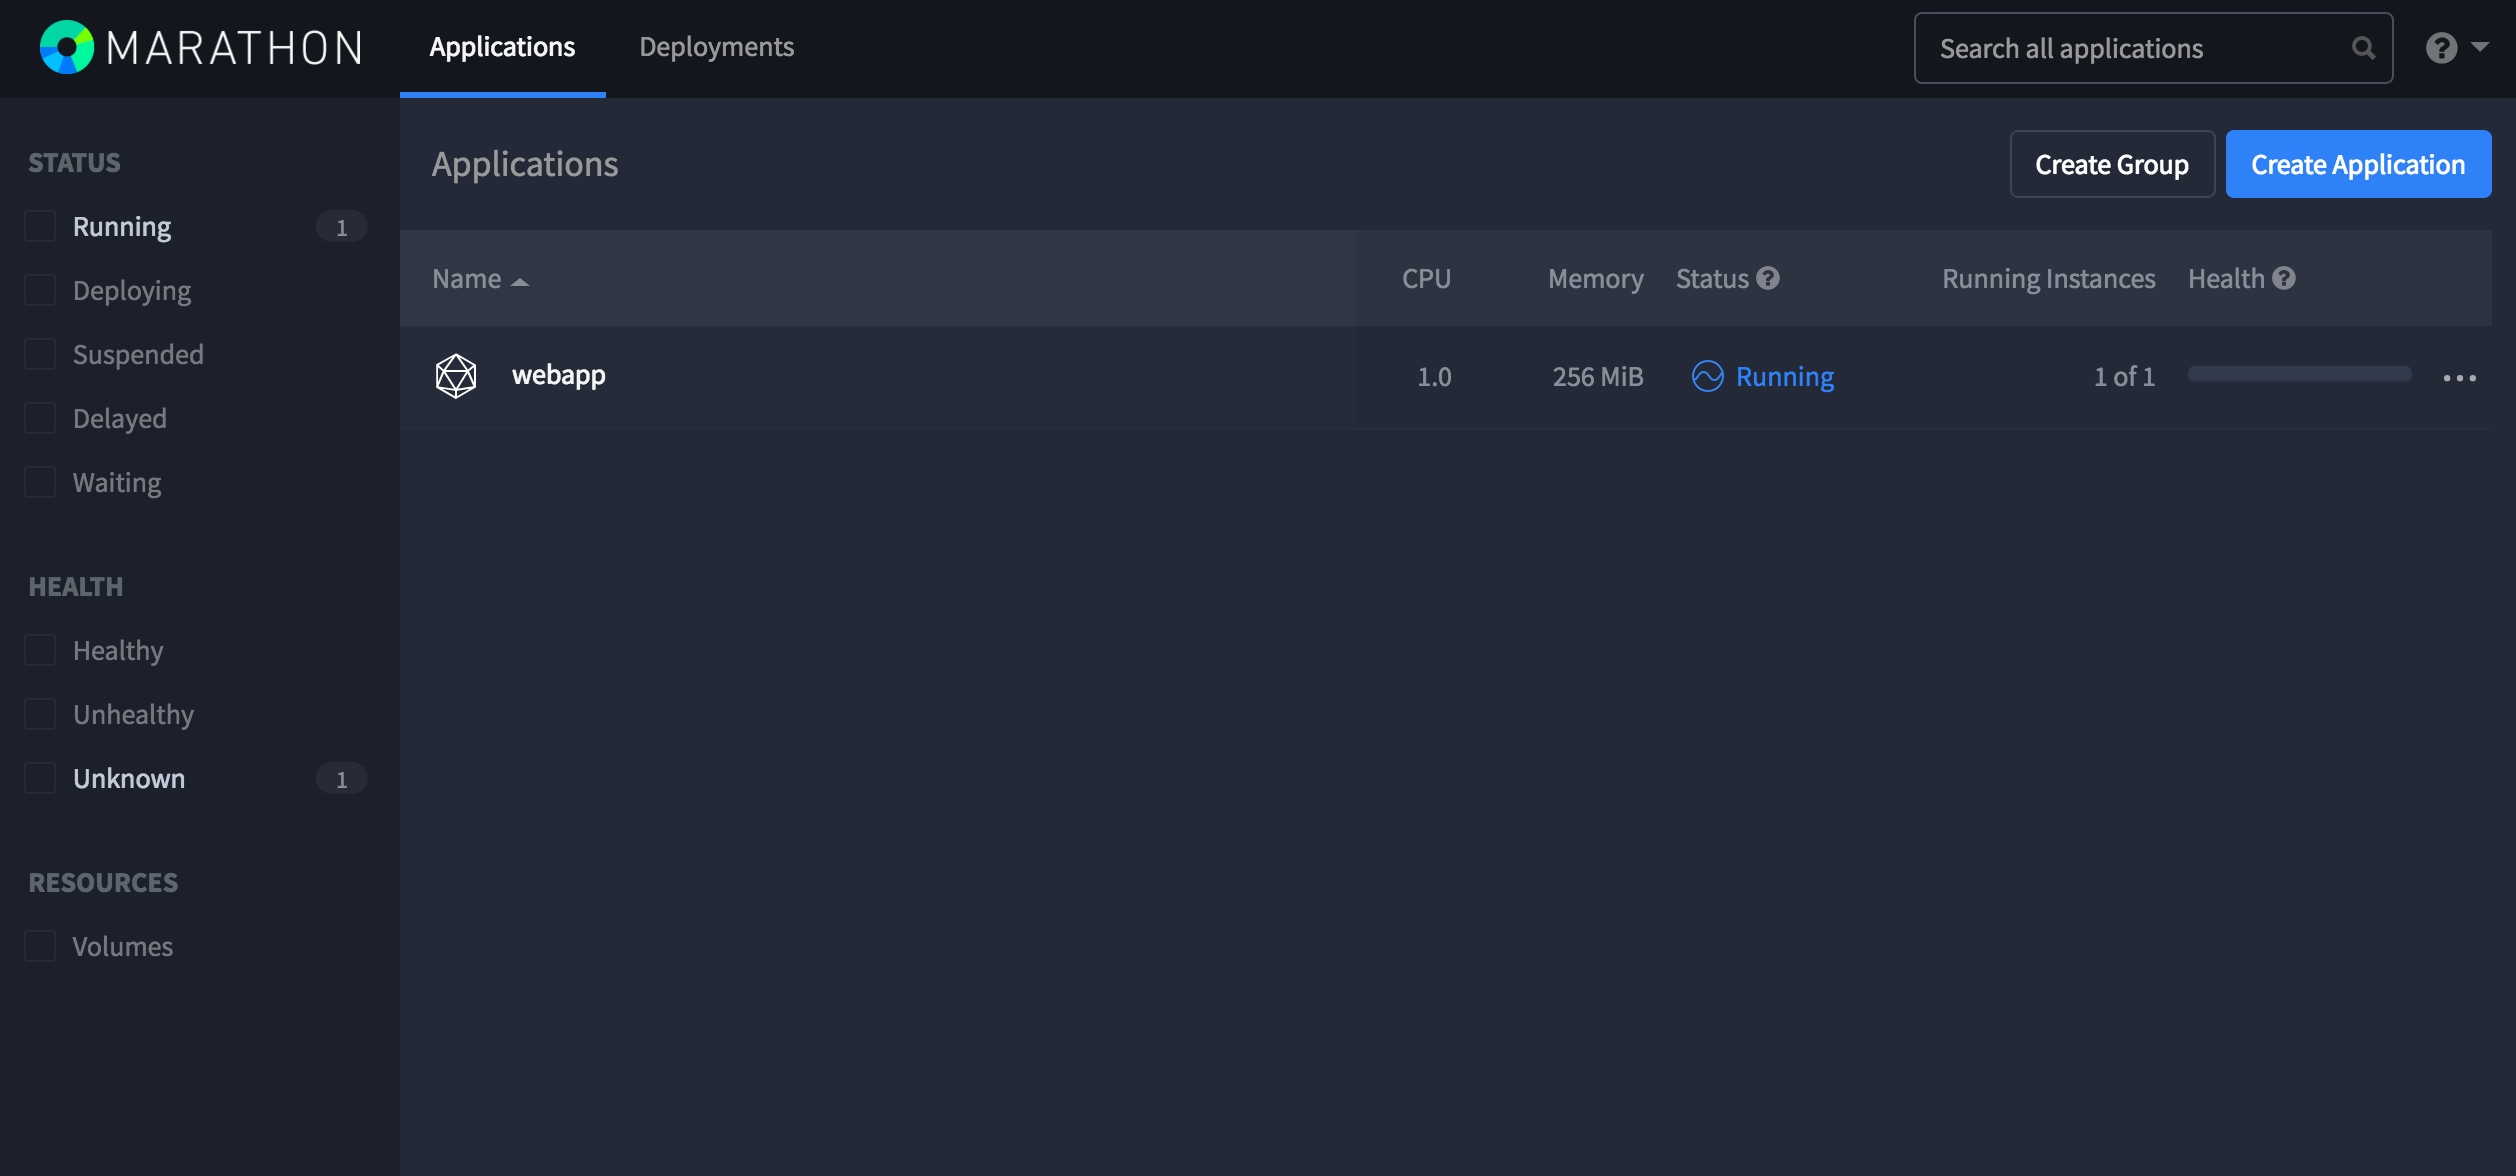 MARATHON
Applications
Deployments
Search all applications
STATUS
Running 1
Deploying
Suspended
Delayed
Waiting
HEALTH
Healthy
Unhealthy
Unknown 1
RESOURCES
Volumes
Applications
Create Group
Create Application
Name CPU Memory Status Running Instances Health
webapp 1.0 256 MiB Running 1 of 1